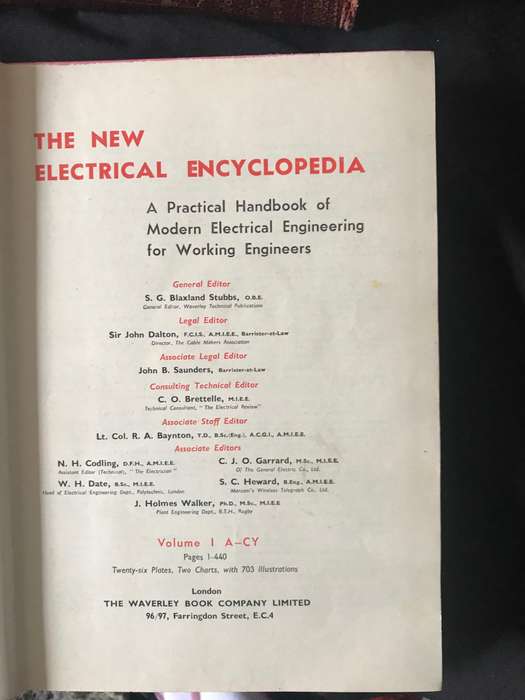 THE NEW
ELECTRICAL ENCYCLOPEDIA
A Practical Handbook of
Modern Electrical Engineering
for Working Engineers
General Editor
S. G. Blaxland Stubbs, O.B.E.
General Editor, Waverley Technical Publications
Legal Editor
Sir John Dalton, F.C.I.S., A.M.I.E.E., Barrister-at-Law
Director, The Cable Makers Association
Associate Legal Editor
John B. Saunders, Barrister-at-Law
Consulting Technical Editor
C. O. Brettelle, M.I.E.E.
Technical Consultant, "The Electrical Review"
Associate Staff Editor
Lt. Col. R. A. Baynton, T.D., B.Sc.(Eng.), A.C.G.I., A.M.I.E.E.
Associate Editors
N. H. Codling, D.F.H., A.M.I.E.E.
Assistant Editor (Technical), "The Electrician"
C. J. O. Garrard, M.Sc., M.I.E.E.
Of The General Electric Co., Ltd.
W. H. Date, B.Sc., M.I.E.E.
Head of Electrical Engineering Dept., Polytechnic, London
S. C. Heward, B.Eng., A.M.I.E.E.
Marconi's Wireless Telegraph Co., Ltd.
J. Holmes Walker, Ph.D., M.Sc., M.I.E.E
Plant Engineering Dept., B.T.H., Rugby
Volume I A—CY
Pages 1-440
Twenty-six Plates, Two Charts, with 703 Illustrations
London
THE WAVERLEY BOOK COMPANY LIMITED
96/97, Farringdon Street, E.C.4